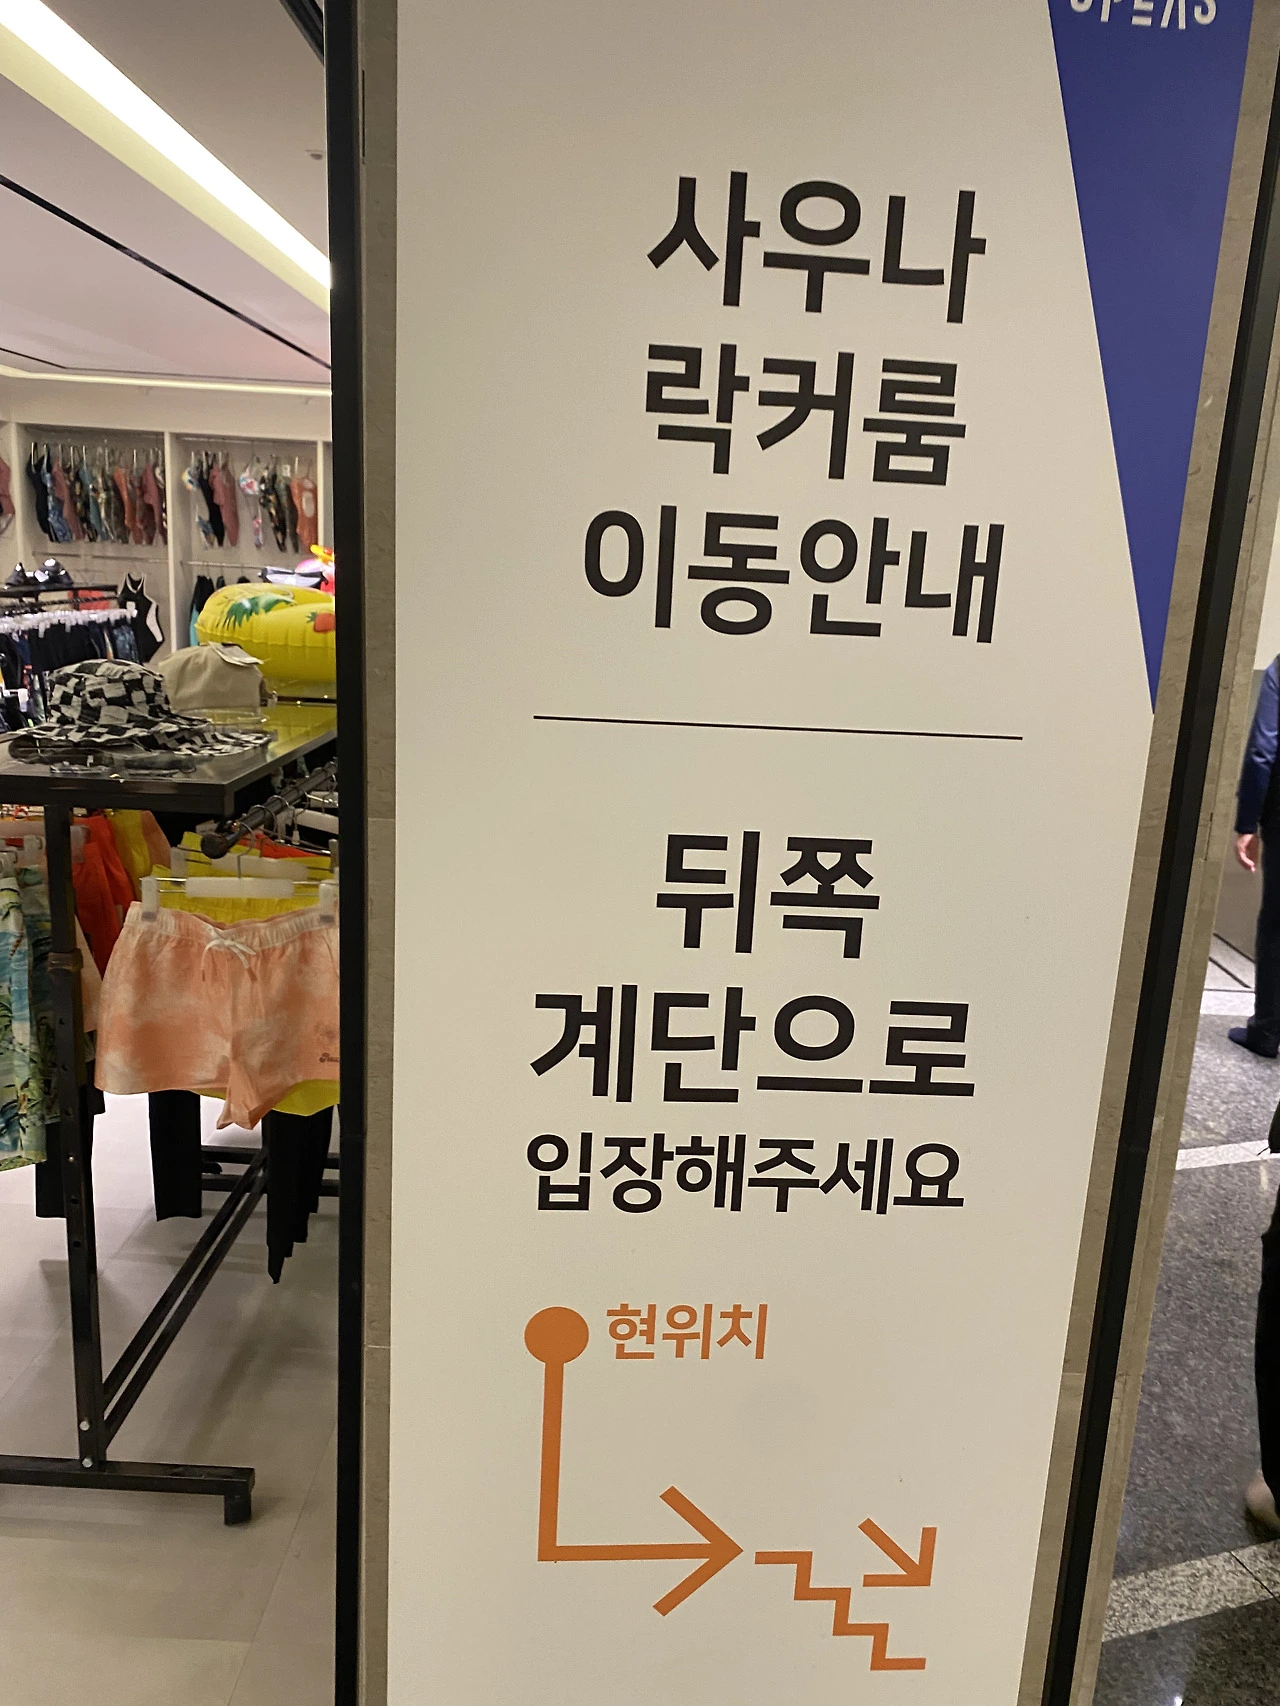 사우나
락커룸
이동안내
뒤쪽
계단으로
입장해주세요
현위치